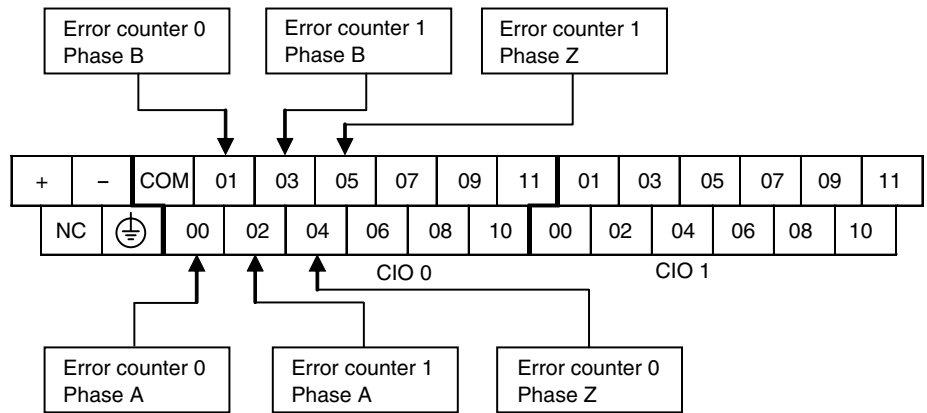 Error counter 0
Phase B
Error counter 1
Phase B
Error counter 1
Phase Z
+ – COM 01 03 05 07 09 11 01 03 05 07 09 11
NC 00 02 04 06 08 10 00 02 04 06 08 10
CIO 0 CIO 1
Error counter 0
Phase A
Error counter 1
Phase A
Error counter 0
Phase Z